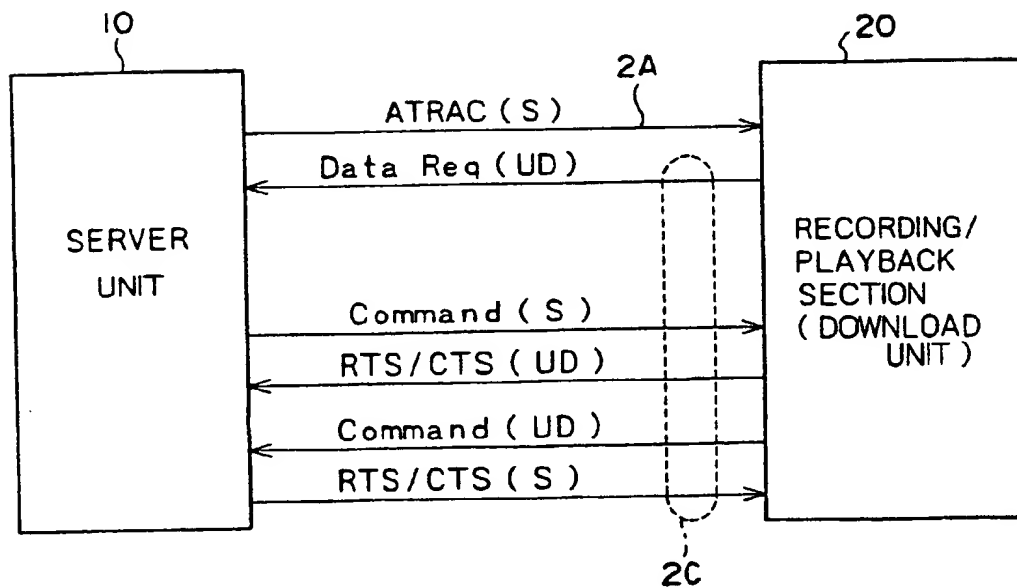 10
20
2A
ATRAC ( S )
Data Req ( UD )
SERVER
UNIT
RECORDING/
PLAYBACK
SECTION
( DOWNLOAD
UNIT )
Command ( S )
RTS/CTS ( UD )
Command ( UD )
RTS/CTS ( S )
2C